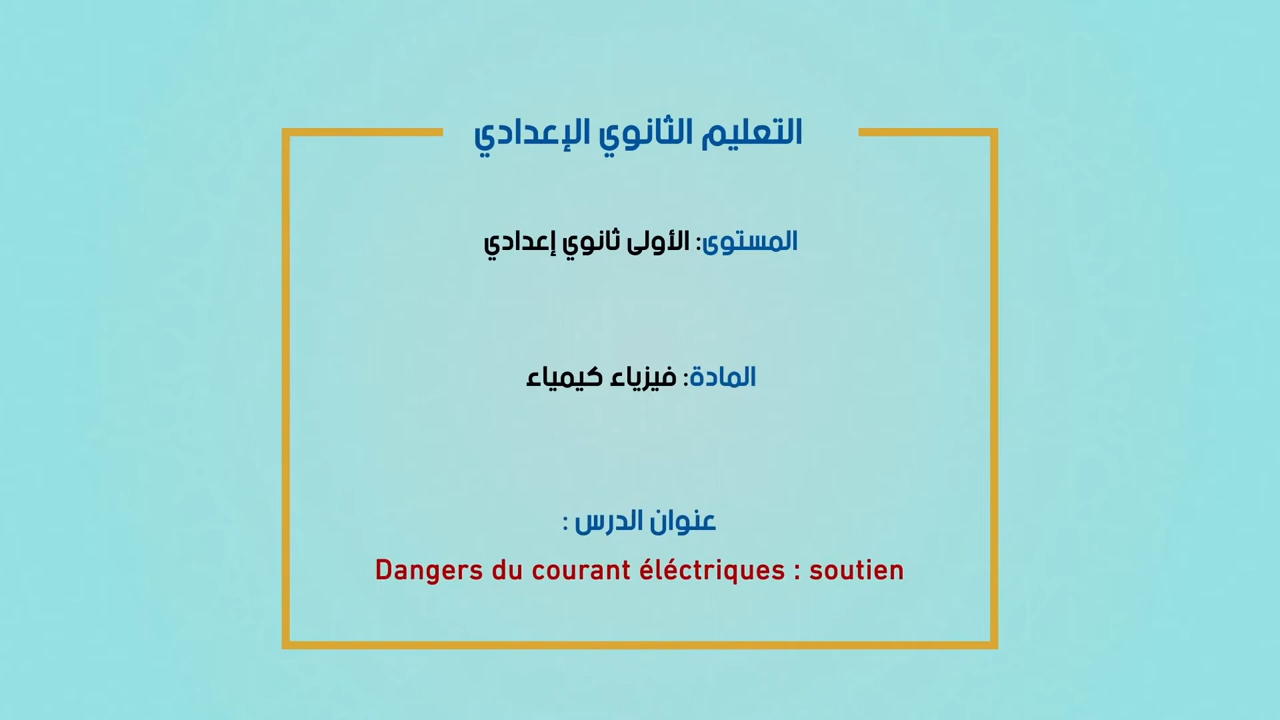 التعليم الثانوي الإعدادي
المستوى: الأولى ثانوي إعدادي
المادة: فيزياء كيمياء
عنوان الدرس :
Dangers du courant éléctriques : soutien